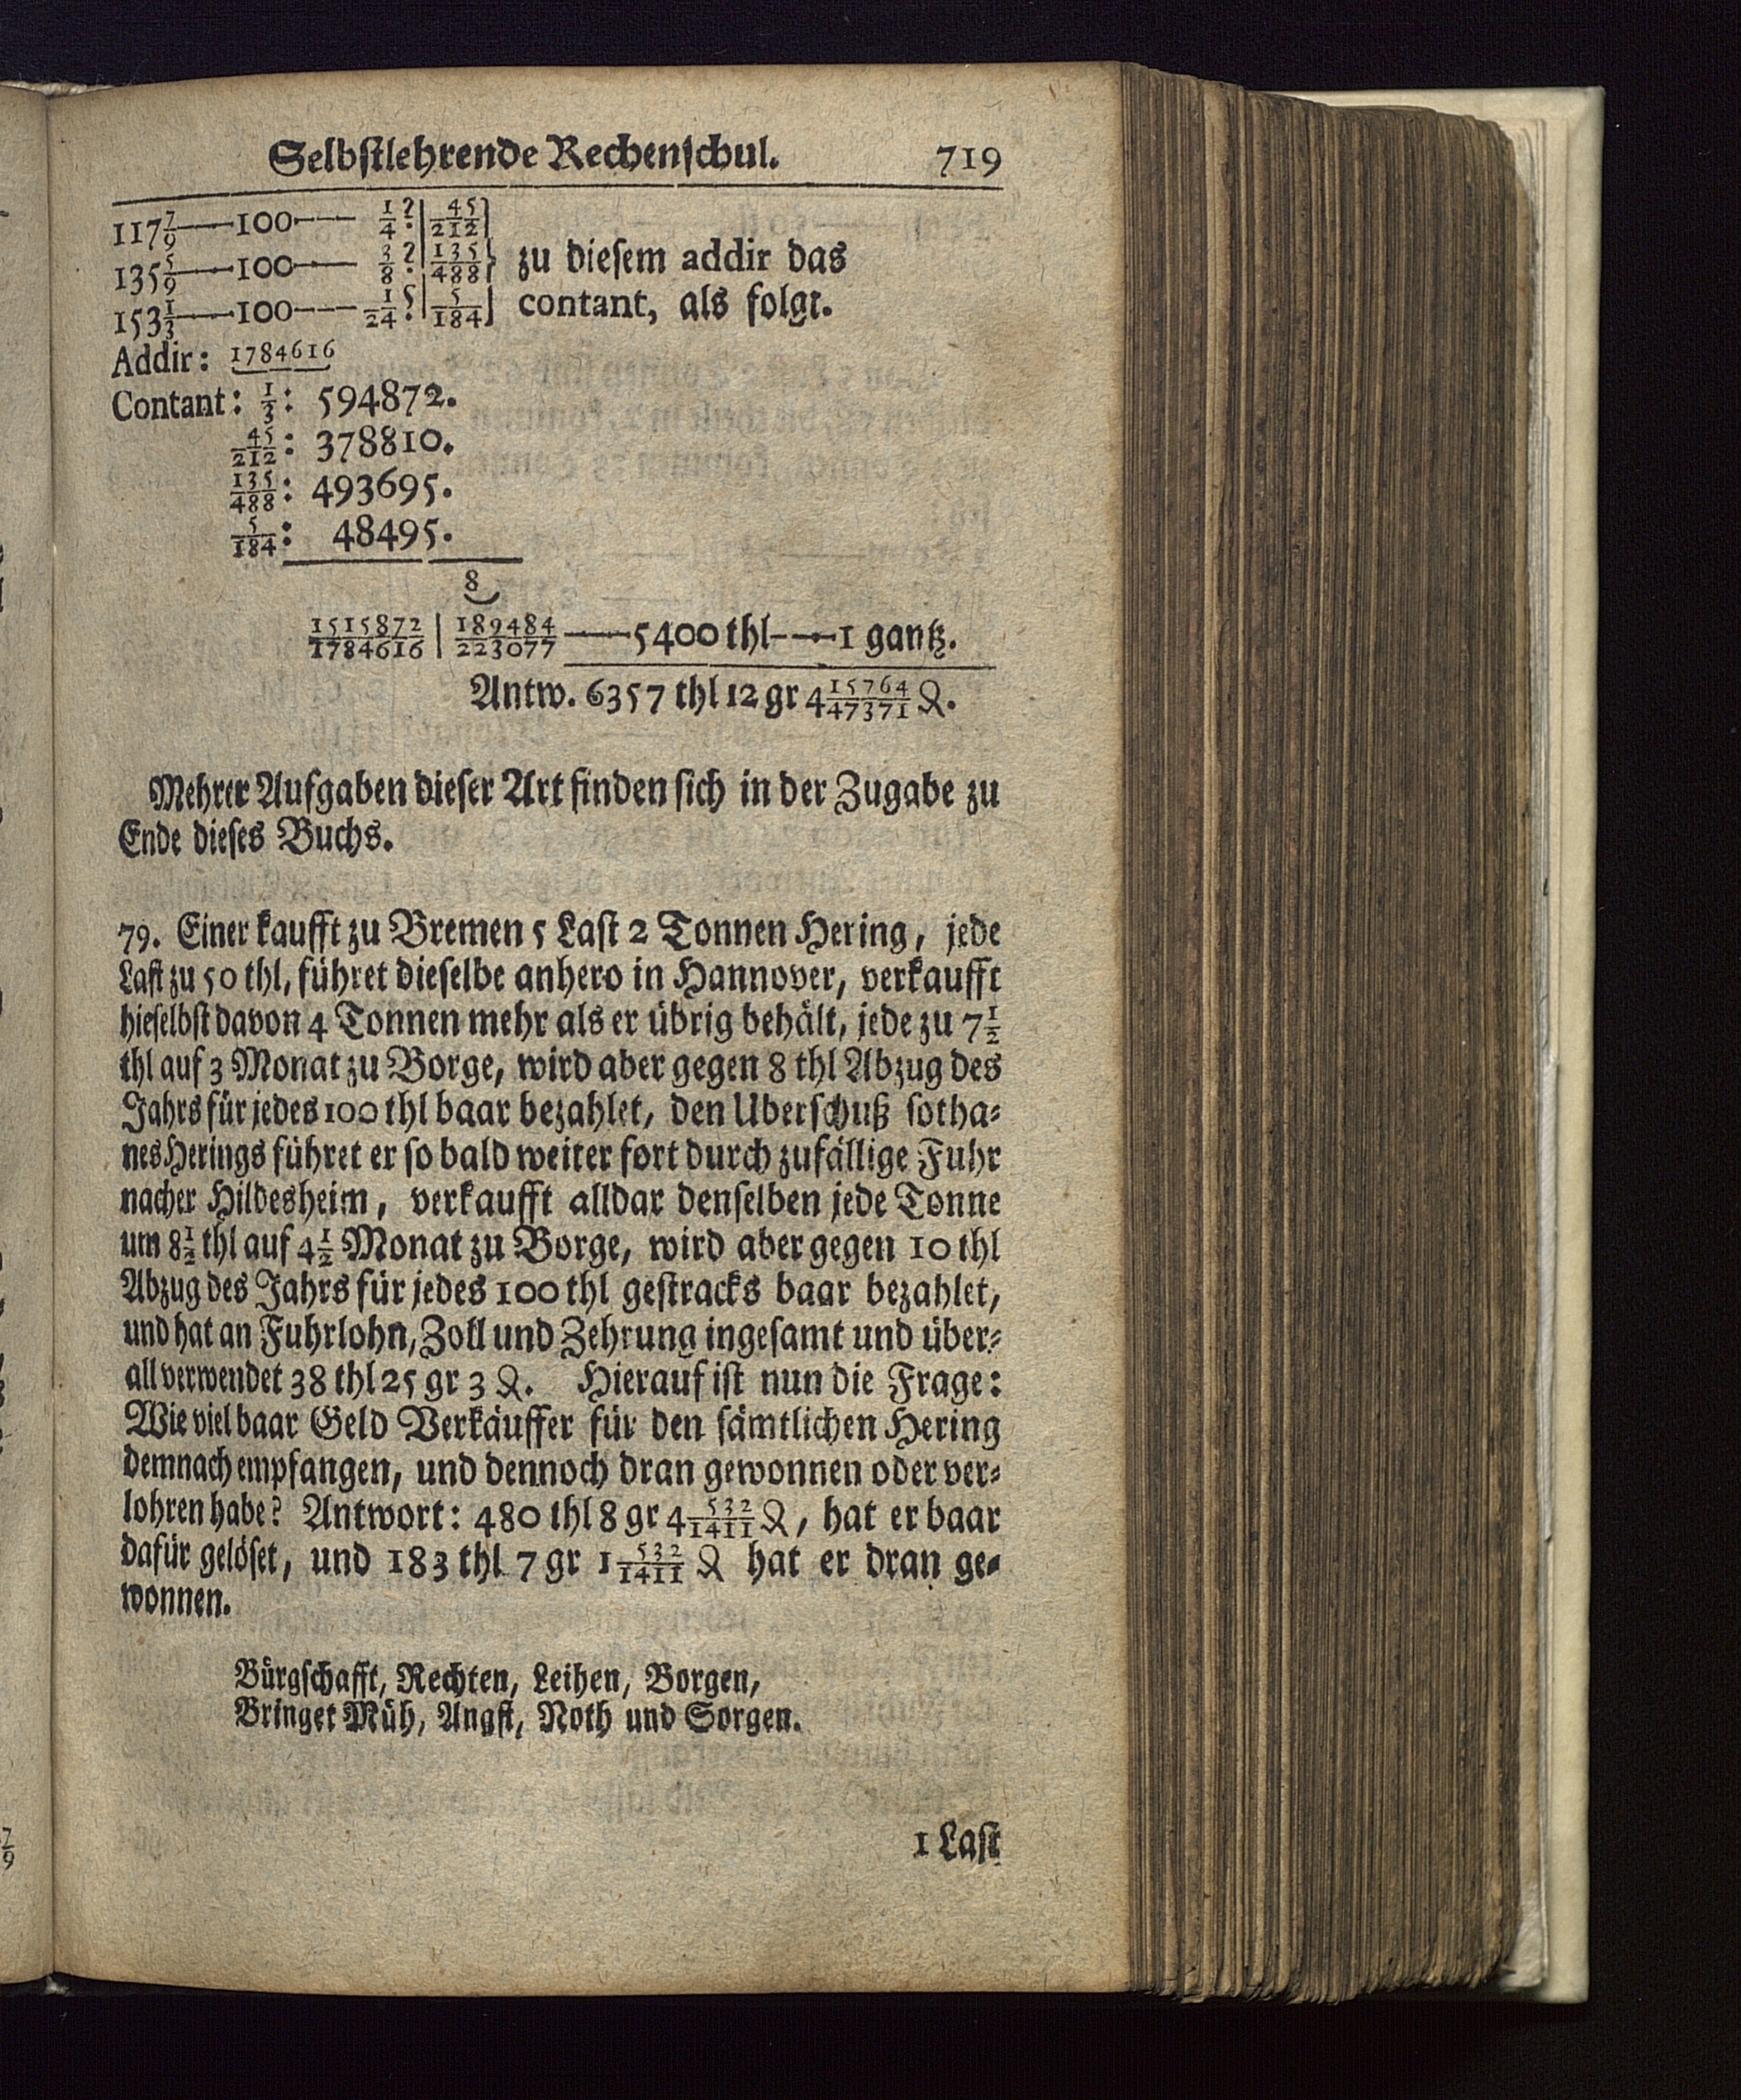 Selbſtlehrende Rechenschul. 719
117 7/9 — 100 — 1/4? | 45/212
135 5/9 — 100 — 3/8? | 135/488 } zu dieſem addir das
153 1/3 — 100 — 1/24? | 5/184 contant, als folgt.
Addir: 1784616
Contant: 1/3: 594872.
45/212: 378810.
135/488: 493695.
5/184: 48495.
8
1515872/1784616 | 189484/223077 — 5400 thl — 1 gantz.
Antw. 6357 thl 12 gr 4 15764/47371 ₰.
Mehrer Aufgaben dieſer Art finden ſich in der Zugabe zu
Ende dieſes Buchs.
79. Einer kaufft zu Bremen 5 Laſt 2 Tonnen Hering, jede
Laſt zu 50 thl, führet dieſelbe anhero in Hannover, verkaufft
hieſelbſt davon 4 Tonnen mehr als er übrig behält, jede zu 7 1/2
thl auf 3 Monat zu Borge, wird aber gegen 8 thl Abzug des
Jahrs für jedes 100 thl baar bezahlet, den Uberſchuß ſotha⸗
nes Herings führet er ſo bald weiter fort durch zufällige Fuhr
nacher Hildesheim, verkaufft alldar denſelben jede Tonne
um 8 1/2 thl auf 4 1/2 Monat zu Borge, wird aber gegen 10 thl
Abzug des Jahrs für jedes 100 thl geſtracks baar bezahlet,
und hat an Fuhrlohn, Zoll und Zehrung ingeſamt und über⸗
all verwendet 38 thl 25 gr 3 ₰. Hierauf iſt nun die Frage:
Wie viel baar Geld Verkäuffer für den ſämtlichen Hering
demnach empfangen, und dennoch dran gewonnen oder ver⸗
lohren habe? Antwort: 480 thl 8 gr 4 532/1411 ₰, hat er baar
dafür gelöſet, und 183 thl 7 gr 1 532/1411 ₰ hat er dran ge⸗
wonnen.
Bürgſchafft, Rechten, Leihen, Borgen,
Bringet Müh, Angſt, Noth und Sorgen.
1 Laſt
7/9